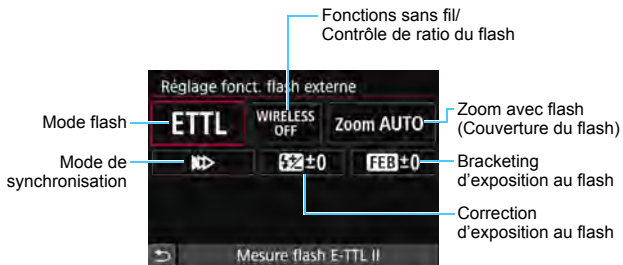 Fonctions sans fil/
Contrôle de ratio du flash
Réglage fonct. flash externe
Mode flash
ETTL
WIRELESS
OFF
Zoom AUTO
Zoom avec flash
(Couverture du flash)
Mode de
synchronisation
±0
FEB ±0
Bracketing
d'exposition au flash
Correction
d'exposition au flash
Mesure flash E-TTL II